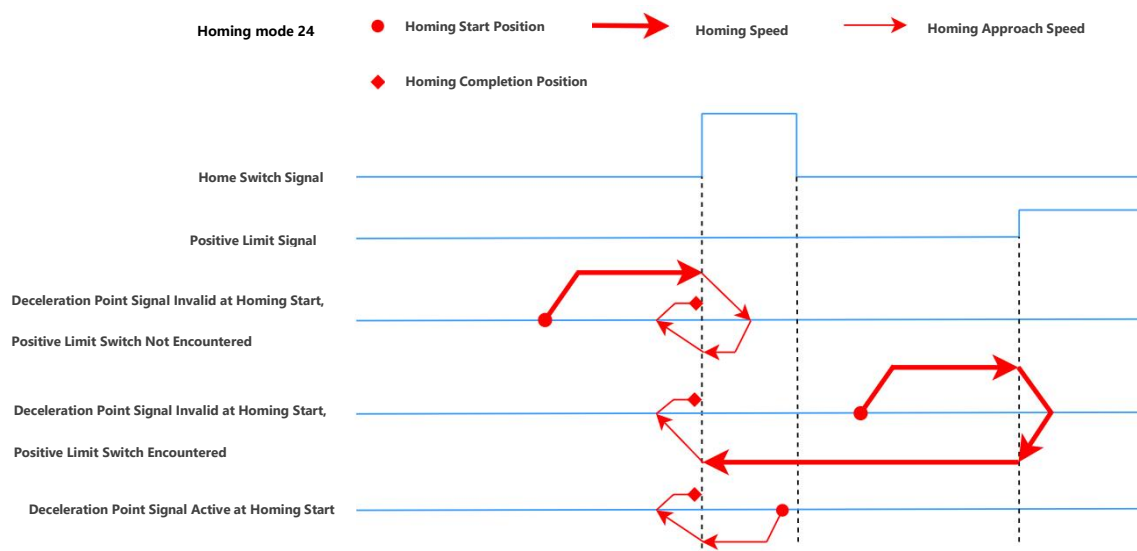 Homing mode 24
Homing Start Position
Homing Speed
Homing Approach Speed
Homing Completion Position
Home Switch Signal
Positive Limit Signal
Deceleration Point Signal Invalid at Homing Start,
Positive Limit Switch Not Encountered
Deceleration Point Signal Invalid at Homing Start,
Positive Limit Switch Encountered
Deceleration Point Signal Active at Homing Start